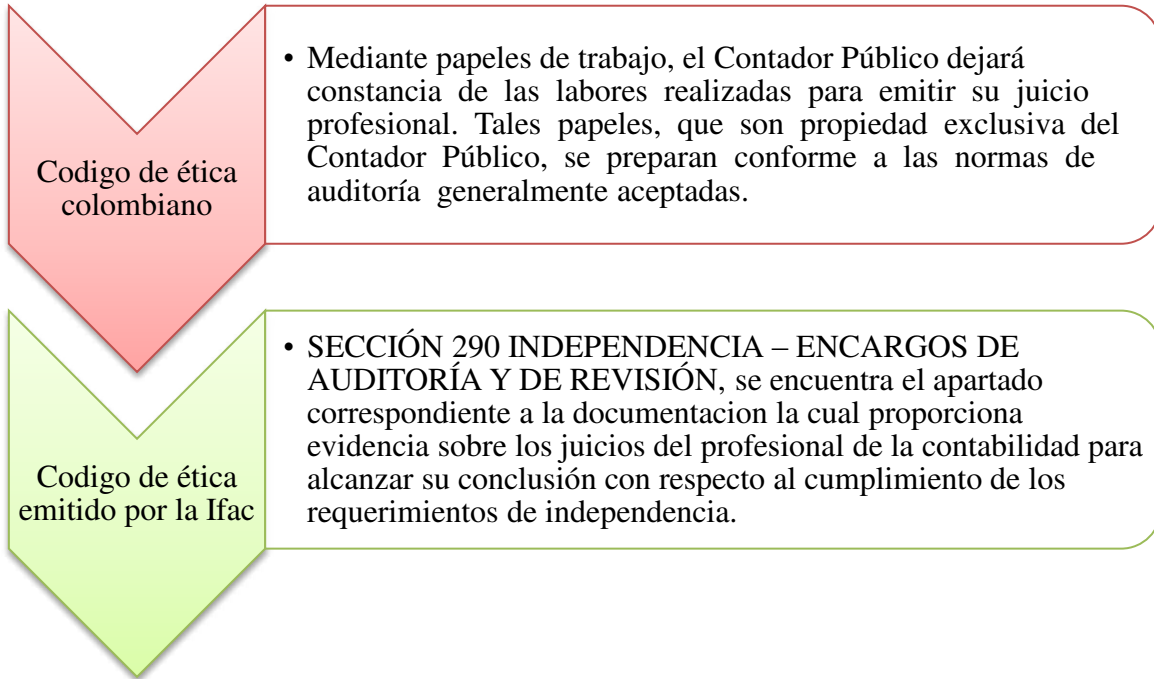 Codigo de ética
colombiano
• Mediante papeles de trabajo, el Contador Público dejará
constancia de las labores realizadas para emitir su juicio
profesional. Tales papeles, que son propiedad exclusiva del
Contador Público, se preparan conforme a las normas de
auditoría generalmente aceptadas.
Codigo de ética
emitido por la Ifac
• SECCIÓN 290 INDEPENDENCIA – ENCARGOS DE
AUDITORÍA Y DE REVISIÓN, se encuentra el apartado
correspondiente a la documentacion la cual proporciona
evidencia sobre los juicios del profesional de la contabilidad para
alcanzar su conclusión con respecto al cumplimiento de los
requerimientos de independencia.